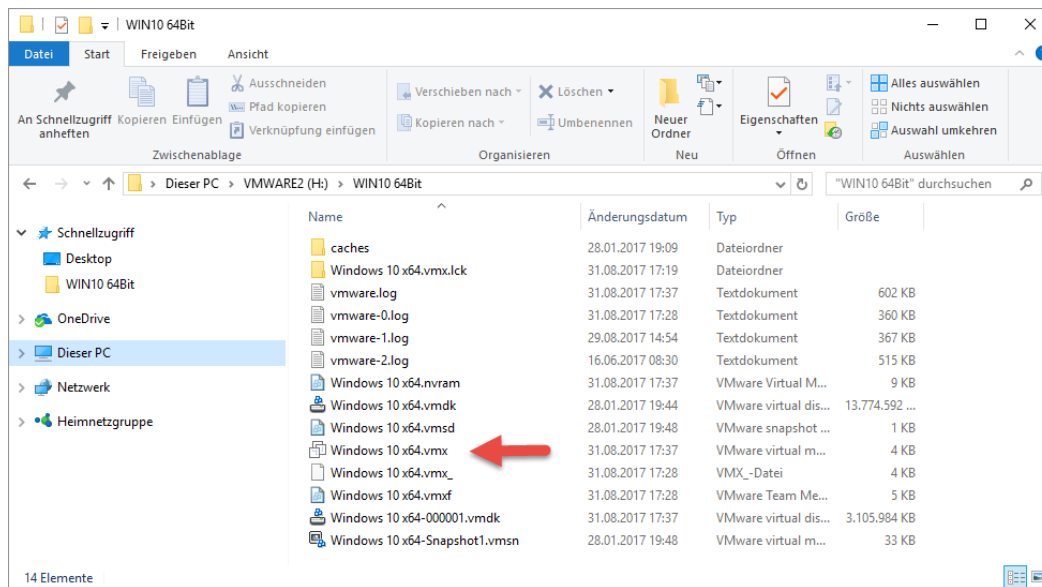 WIN10 64Bit
Datei Start Freigeben Ansicht
An Schnellzugriff anheften
Kopieren
Einfügen
Ausschneiden
Pfad kopieren
Verknüpfung einfügen
Zwischenablage
Verschieben nach
Kopieren nach
Löschen
Umbenennen
Organisieren
Neuer Ordner
Neu
Eigenschaften
Öffnen
Alles auswählen
Nichts auswählen
Auswahl umkehren
Auswählen
Dieser PC > VMWARE2 (H:) > WIN10 64Bit
"WIN10 64Bit" durchsuchen
Schnellzugriff
Desktop
WIN10 64Bit
OneDrive
Dieser PC
Netzwerk
Heimnetzgruppe
Name Änderungsdatum Typ Größe
caches 28.01.2017 19:09 Dateiordner
Windows 10 x64.vmx.lck 31.08.2017 17:19 Dateiordner
vmware.log 31.08.2017 17:37 Textdokument 602 KB
vmware-0.log 31.08.2017 17:28 Textdokument 360 KB
vmware-1.log 29.08.2017 14:54 Textdokument 367 KB
vmware-2.log 16.06.2017 08:30 Textdokument 515 KB
Windows 10 x64.nvram 31.08.2017 17:37 VMware Virtual M... 9 KB
Windows 10 x64.vmdk 28.01.2017 19:44 VMware virtual dis... 13.774.592 ...
Windows 10 x64.vmsd 28.01.2017 19:48 VMware snapshot ... 1 KB
Windows 10 x64.vmx 31.08.2017 17:37 VMware virtual m... 4 KB
Windows 10 x64.vmx_ 31.08.2017 17:28 VMX_-Datei 4 KB
Windows 10 x64.vmxf 31.08.2017 17:28 VMware Team Me... 5 KB
Windows 10 x64-000001.vmdk 31.08.2017 17:37 VMware virtual dis... 3.105.984 KB
Windows 10 x64-Snapshot1.vmsn 28.01.2017 19:48 VMware virtual m... 33 KB
14 Elemente